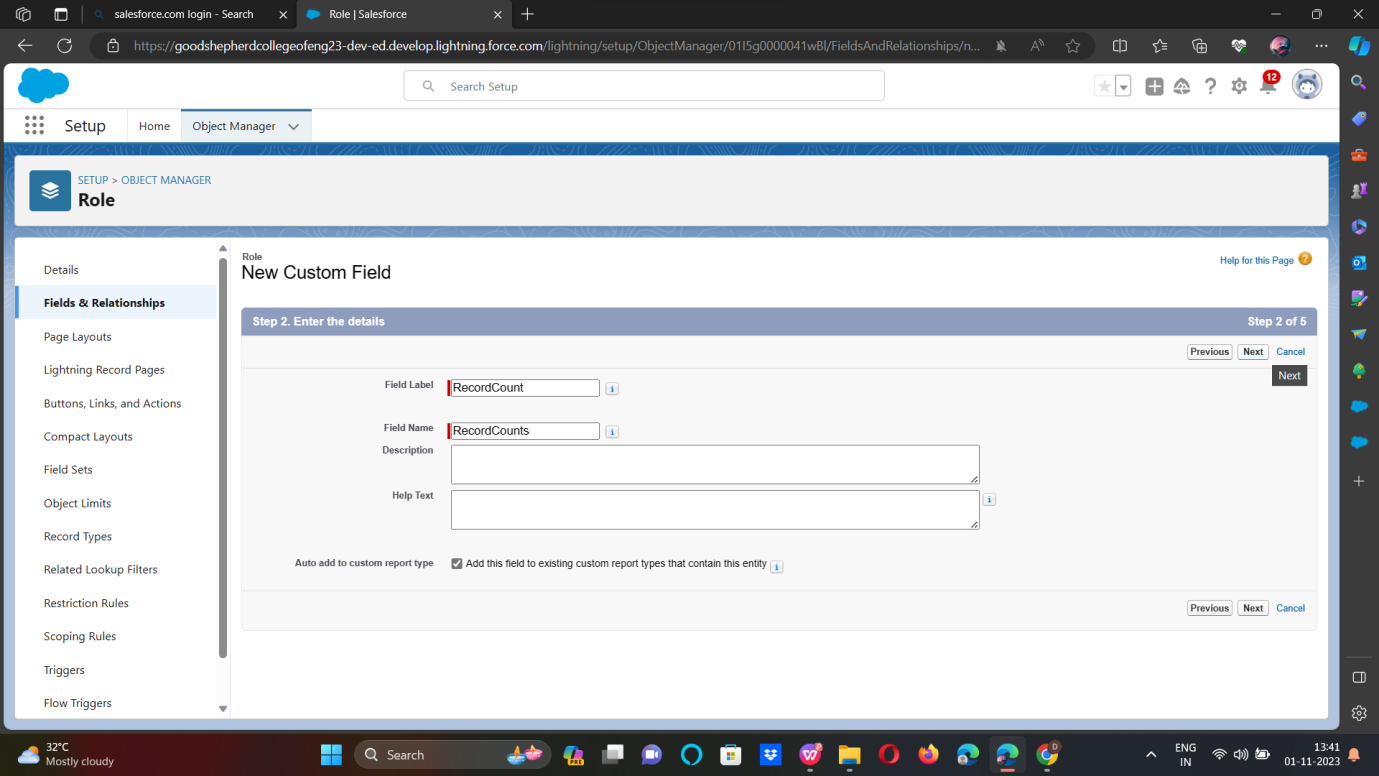 salesforce.com login - Search
Role | Salesforce
https://goodshepherdcollegeofeng23-dev-ed.develop.lightning.force.com/lightning/setup/ObjectManager/01I5g0000041wBl/FieldsAndRelationships/n...
Search Setup
12
Setup
Home
Object Manager
SETUP > OBJECT MANAGER
Role
Details
Fields & Relationships
Page Layouts
Lightning Record Pages
Buttons, Links, and Actions
Compact Layouts
Field Sets
Object Limits
Record Types
Related Lookup Filters
Restriction Rules
Scoping Rules
Triggers
Flow Triggers
Role
New Custom Field
Help for this Page
Step 2. Enter the details
Step 2 of 5
Previous Next Cancel
Next
Field Label RecordCount
Field Name RecordCounts
Description
Help Text
Auto add to custom report type Add this field to existing custom report types that contain this entity
Previous Next Cancel
32°C
Mostly cloudy
Search
PRE
ENG
IN
13:41
01-11-2023